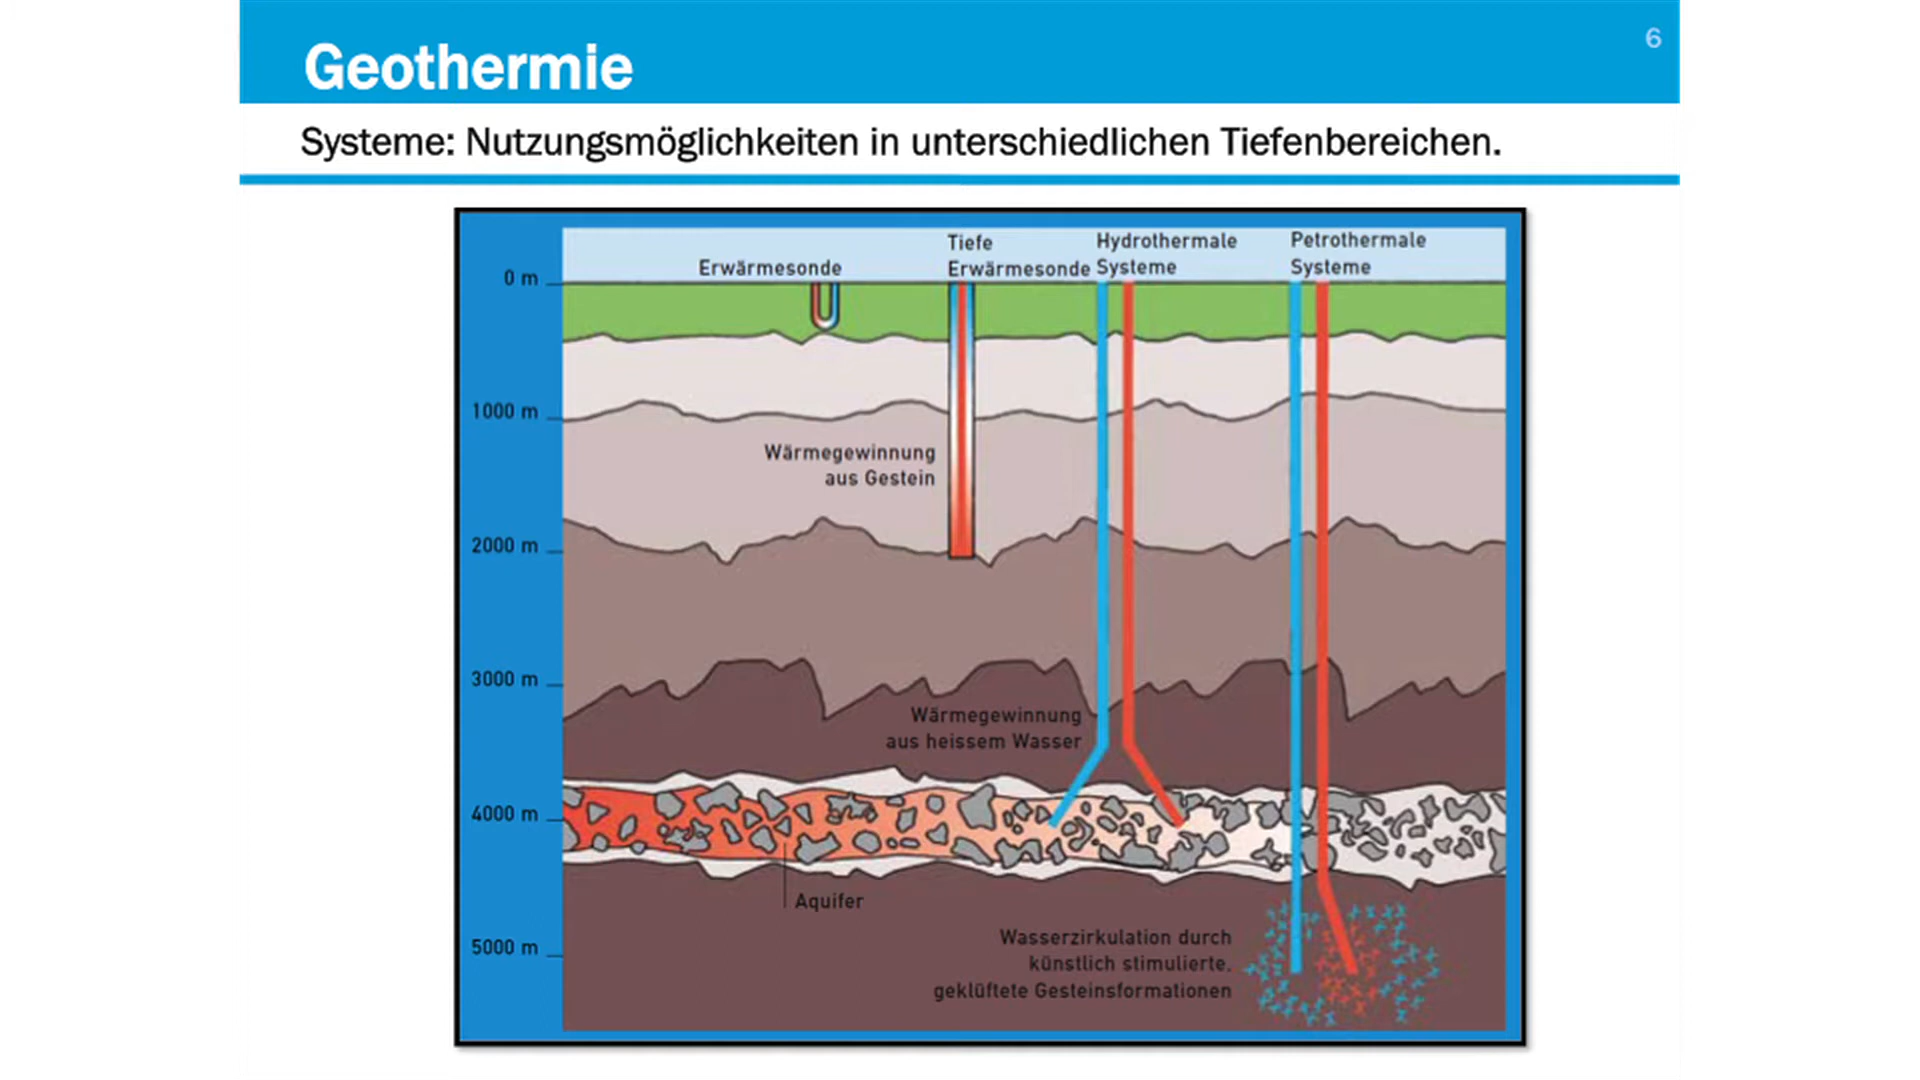 6
Geothermie
Systeme: Nutzungsmöglichkeiten in unterschiedlichen Tiefenbereichen.
Erwärmesonde
Tiefe
Erwärmesonde
Hydrothermale
Systeme
Petrothermale
Systeme
0 m
1000 m
Wärmegewinnung
aus Gestein
2000 m
3000 m
Wärmegewinnung
aus heissem Wasser
4000 m
Aquifer
5000 m
Wasserzirkulation durch
künstlich stimulierte,
geklüftete Gesteinsformationen